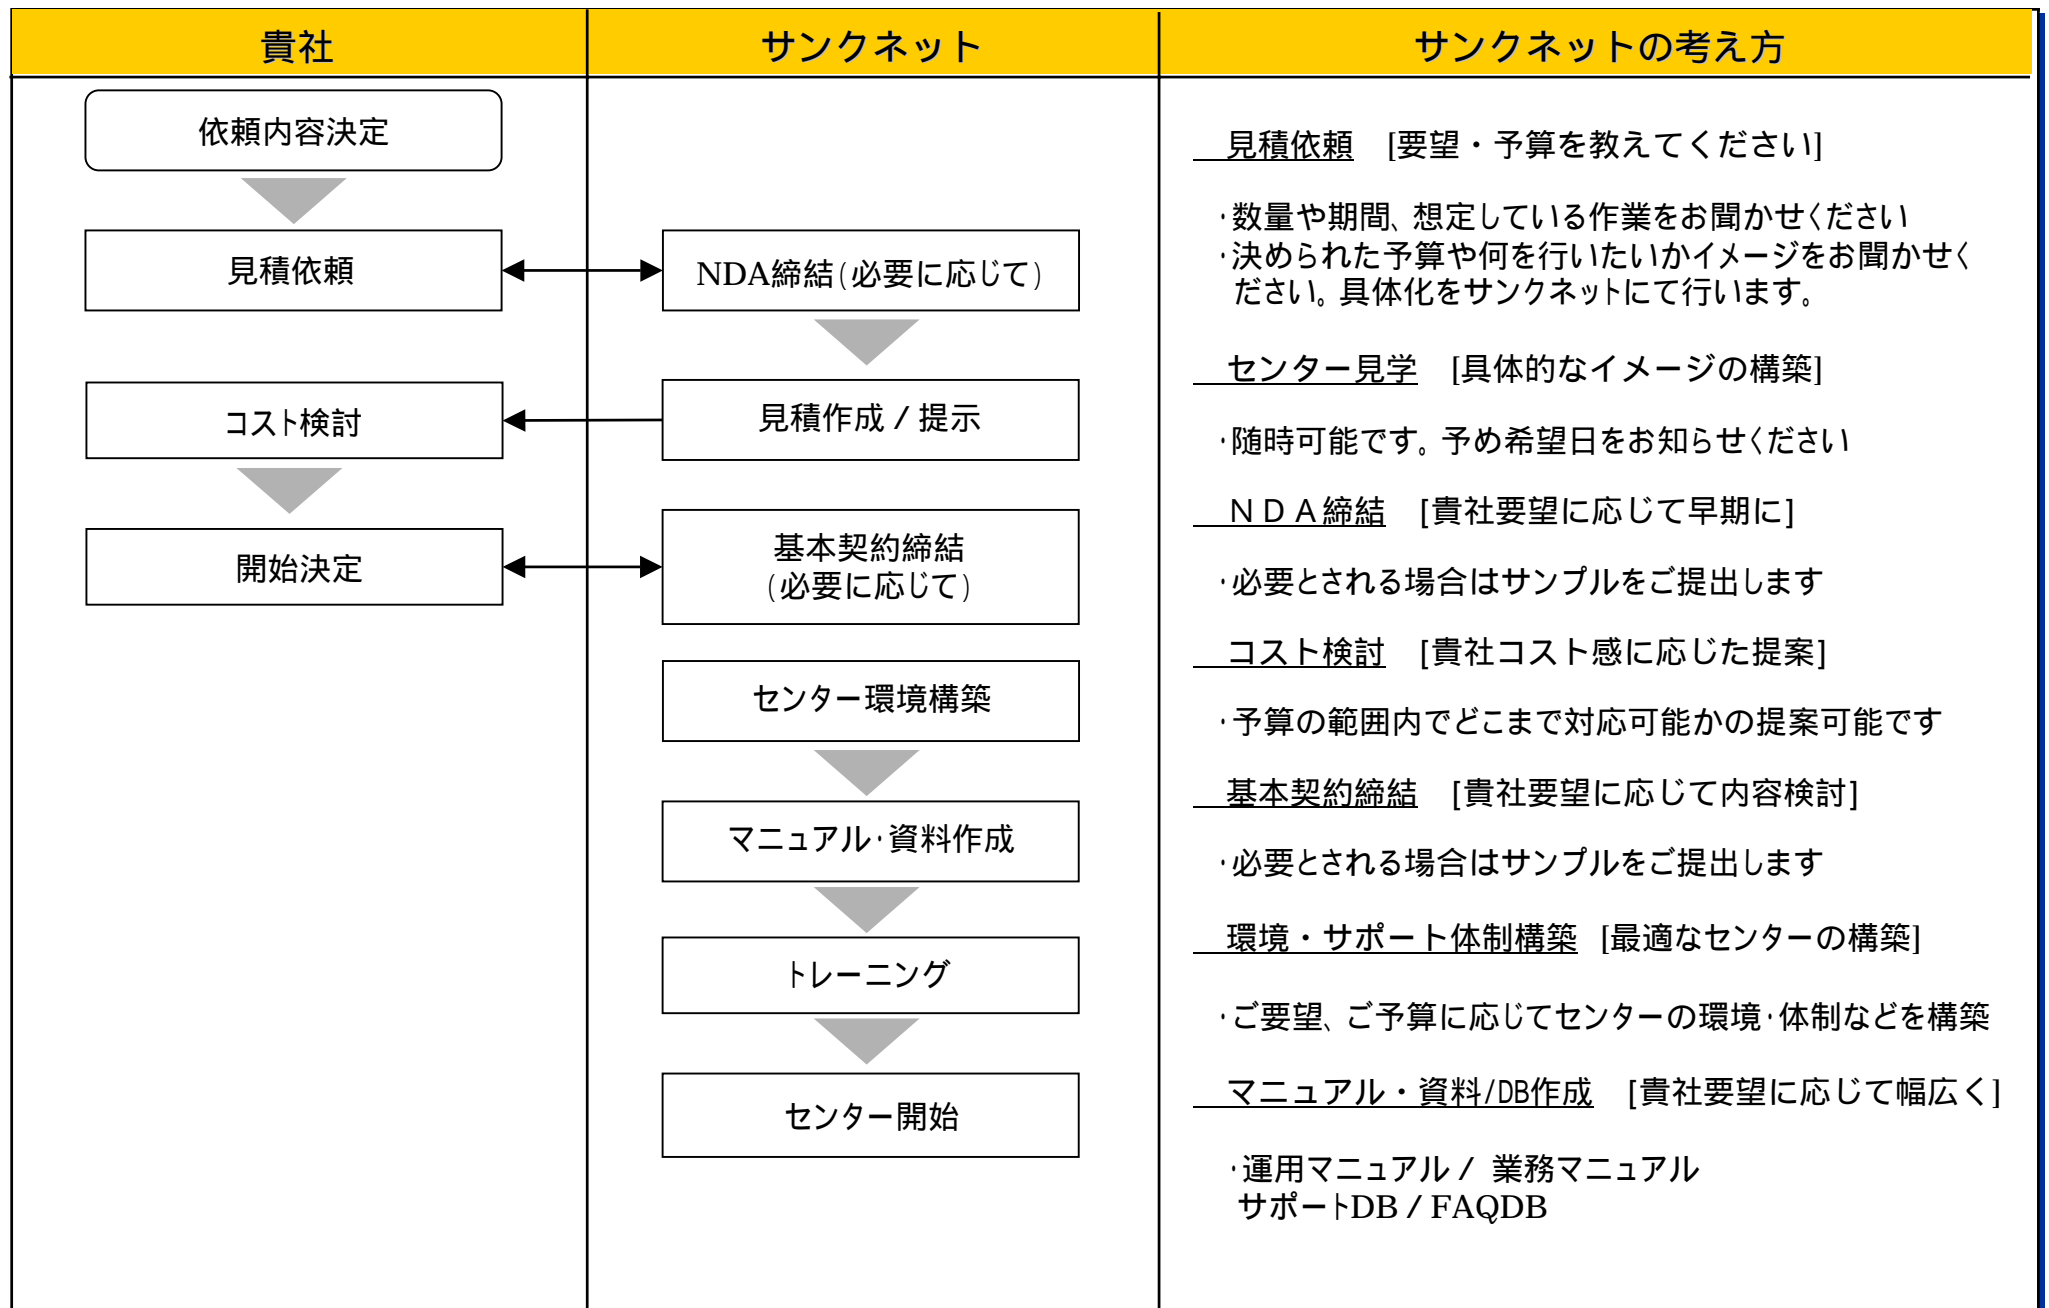 貴社
サンクネット
サンクネットの考え方
依頼内容決定
見積依頼
コスト検討
開始決定
NDA締結(必要に応じて)
見積作成/提示
基本契約締結
(必要に応じて)
センター環境構築
マニュアル・資料作成
トレーニング
センター開始
見積依頼 [要望・予算を教えてください]
・数量や期間、想定している作業をお聞かせください
・決められた予算や何を行いたいかイメージをお聞かせく
ださい。具体化をサンクネットにて行います。
センター見学 [具体的なイメージの構築]
・随時可能です。予め希望日をお知らせください
NDA締結 [貴社要望に応じて早期に]
・必要とされる場合はサンプルをご提出します
コスト検討 [貴社コスト感に応じた提案]
・予算の範囲内でどこまで対応可能かの提案可能です
基本契約締結 [貴社要望に応じて内容検討]
・必要とされる場合はサンプルをご提出します
環境・サポート体制構築 [最適なセンターの構築]
・ご要望、ご予算に応じてセンターの環境・体制などを構築
マニュアル・資料/DB作成 [貴社要望に応じて幅広く]
・運用マニュアル/ 業務マニュアル
サポートDB/FAQDB